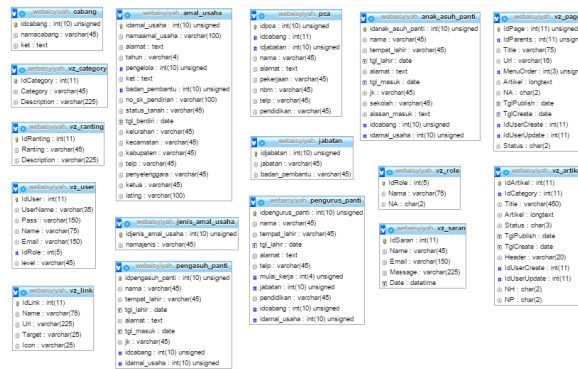 webaisyiyah cabang
idcabang : int(10) unsigned
namacabang : varchar(45)
ket : text
webaisyiyah vz_category
IdCategory : int(11)
Category : varchar(45)
Description : varchar(225)
webaisyiyah vz_ranting
IdRanting : int(11)
Ranting : varchar(45)
Description : varchar(225)
webaisyiyah vz_user
IdUser : int(11)
UserName : varchar(35)
Pass : varchar(150)
Name : varchar(75)
Email : varchar(150)
IdRole : int(5)
level : varchar(45)
webaisyiyah vz_link
IdLink : int(11)
Name : varchar(75)
Url : varchar(225)
Target : varchar(25)
Icon : varchar(25)
webaisyiyah amal_usaha
idamal_usaha : int(10) unsigned
namaamal_usaha : varchar(100)
alamat : text
tahun : varchar(4)
pengelola : int(10) unsigned
ket : text
badan_pembantu : int(10) unsigned
no_sk_pendirian : varchar(100)
status_tanah : varchar(45)
tgl_berdiri : date
kelurahan : varchar(45)
kecamatan : varchar(45)
kabupaten : varchar(45)
telp : varchar(45)
penyelenggara : varchar(45)
ketua : varchar(45)
lating : varchar(100)
webaisyiyah jenis_amal_usaha
idjenis_amal_usaha : int(10) unsigned
namajenis : varchar(45)
webaisyiyah pengasuh_panti
idpengasuh_panti : int(10) unsigned
nama : varchar(45)
tempat_lahir : varchar(45)
tgl_lahir : date
alamat : text
tgl_masuk : date
jk : varchar(45)
idcabang : int(10) unsigned
idamal_usaha : int(10) unsigned
webaisyiyah pca
idpca : int(10) unsigned
idcabang : int(11)
idjabatan : int(10) unsigned
nama : varchar(45)
alamat : text
pekerjaan : varchar(45)
nbm : varchar(45)
telp : varchar(45)
pendidikan : varchar(45)
webaisyiyah jabatan
idjabatan : int(10) unsigned
jabatan : varchar(45)
badan_pembantu : varchar(45)
webaisyiyah pengurus_panti
idpengurus_panti : int(10) unsigned
nama : varchar(45)
tempat_lahir : varchar(45)
tgl_lahir : date
alamat : text
telp : varchar(45)
mulai_kerja : int(4) unsigned
jabatan : int(10) unsigned
pendidikan : varchar(45)
idcabang : int(10) unsigned
idamal_usaha : int(10) unsigned
webaisyiyah anak_asuh_panti
idanak_asuh_panti : int(10) unsigned
nama : varchar(45)
tempat_lahir : varchar(45)
tgl_lahir : date
alamat : text
tgl_masuk : date
jk : varchar(45)
sekolah : varchar(45)
alasan_masuk : text
idcabang : int(10) unsigned
idamal_usaha : int(10) unsigned
webaisyiyah vz_role
IdRole : int(5)
Nama : varchar(75)
NA : char(2)
webaisyiyah vz_saran
IdSaran : int(11)
Name : varchar(45)
Email : varchar(150)
Massage : varchar(225)
Date : datetime
webaisyiyah vz_page
IdPage : int(11) unsigned
IdParents : int(11) unsign
Title : varchar(75)
Url : varchar(16)
MenuOrder : int(3) unsign
Artikel : longtext
NA : char(2)
TglPublish : date
TglCreate : date
IdUserCreate : int(11)
IdUserUpdate : int(11)
Status : char(2)
webaisyiyah vz_artike
IdArtikel : int(11)
IdCategory : int(11)
Title : varchar(450)
Artikel : longtext
Status : char(3)
TglPublish : date
TglCreate : date
Header : varchar(20)
IdUserCreate : int(11)
IdUserUpdate : int(11)
NH : char(2)
NP : char(2)